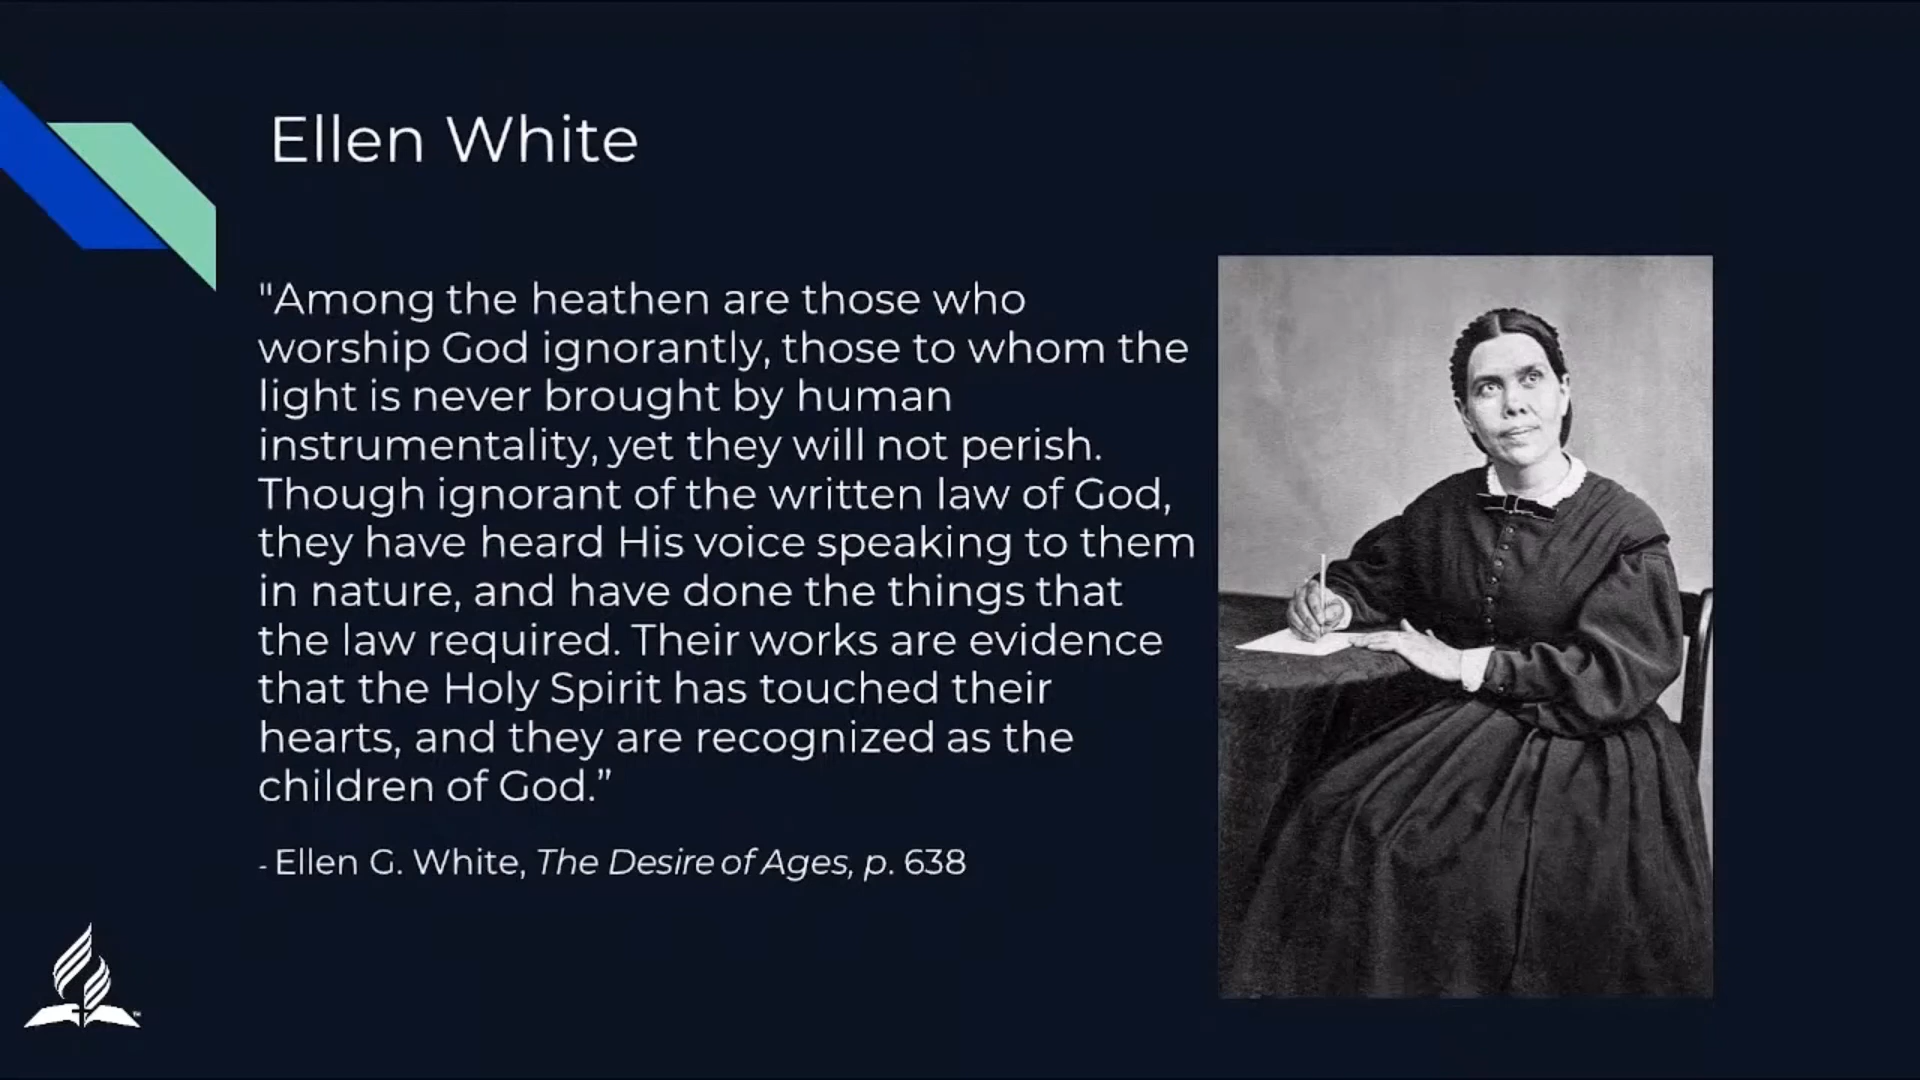 Ellen White
"Among the heathen are those who
worship God ignorantly, those to whom the
light is never brought by human
instrumentality, yet they will not perish.
Though ignorant of the written law of God,
they have heard His voice speaking to them
in nature, and have done the things that
the law required. Their works are evidence
that the Holy Spirit has touched their
hearts, and they are recognized as the
children of God.”
- Ellen G. White, The Desire of Ages, p. 638